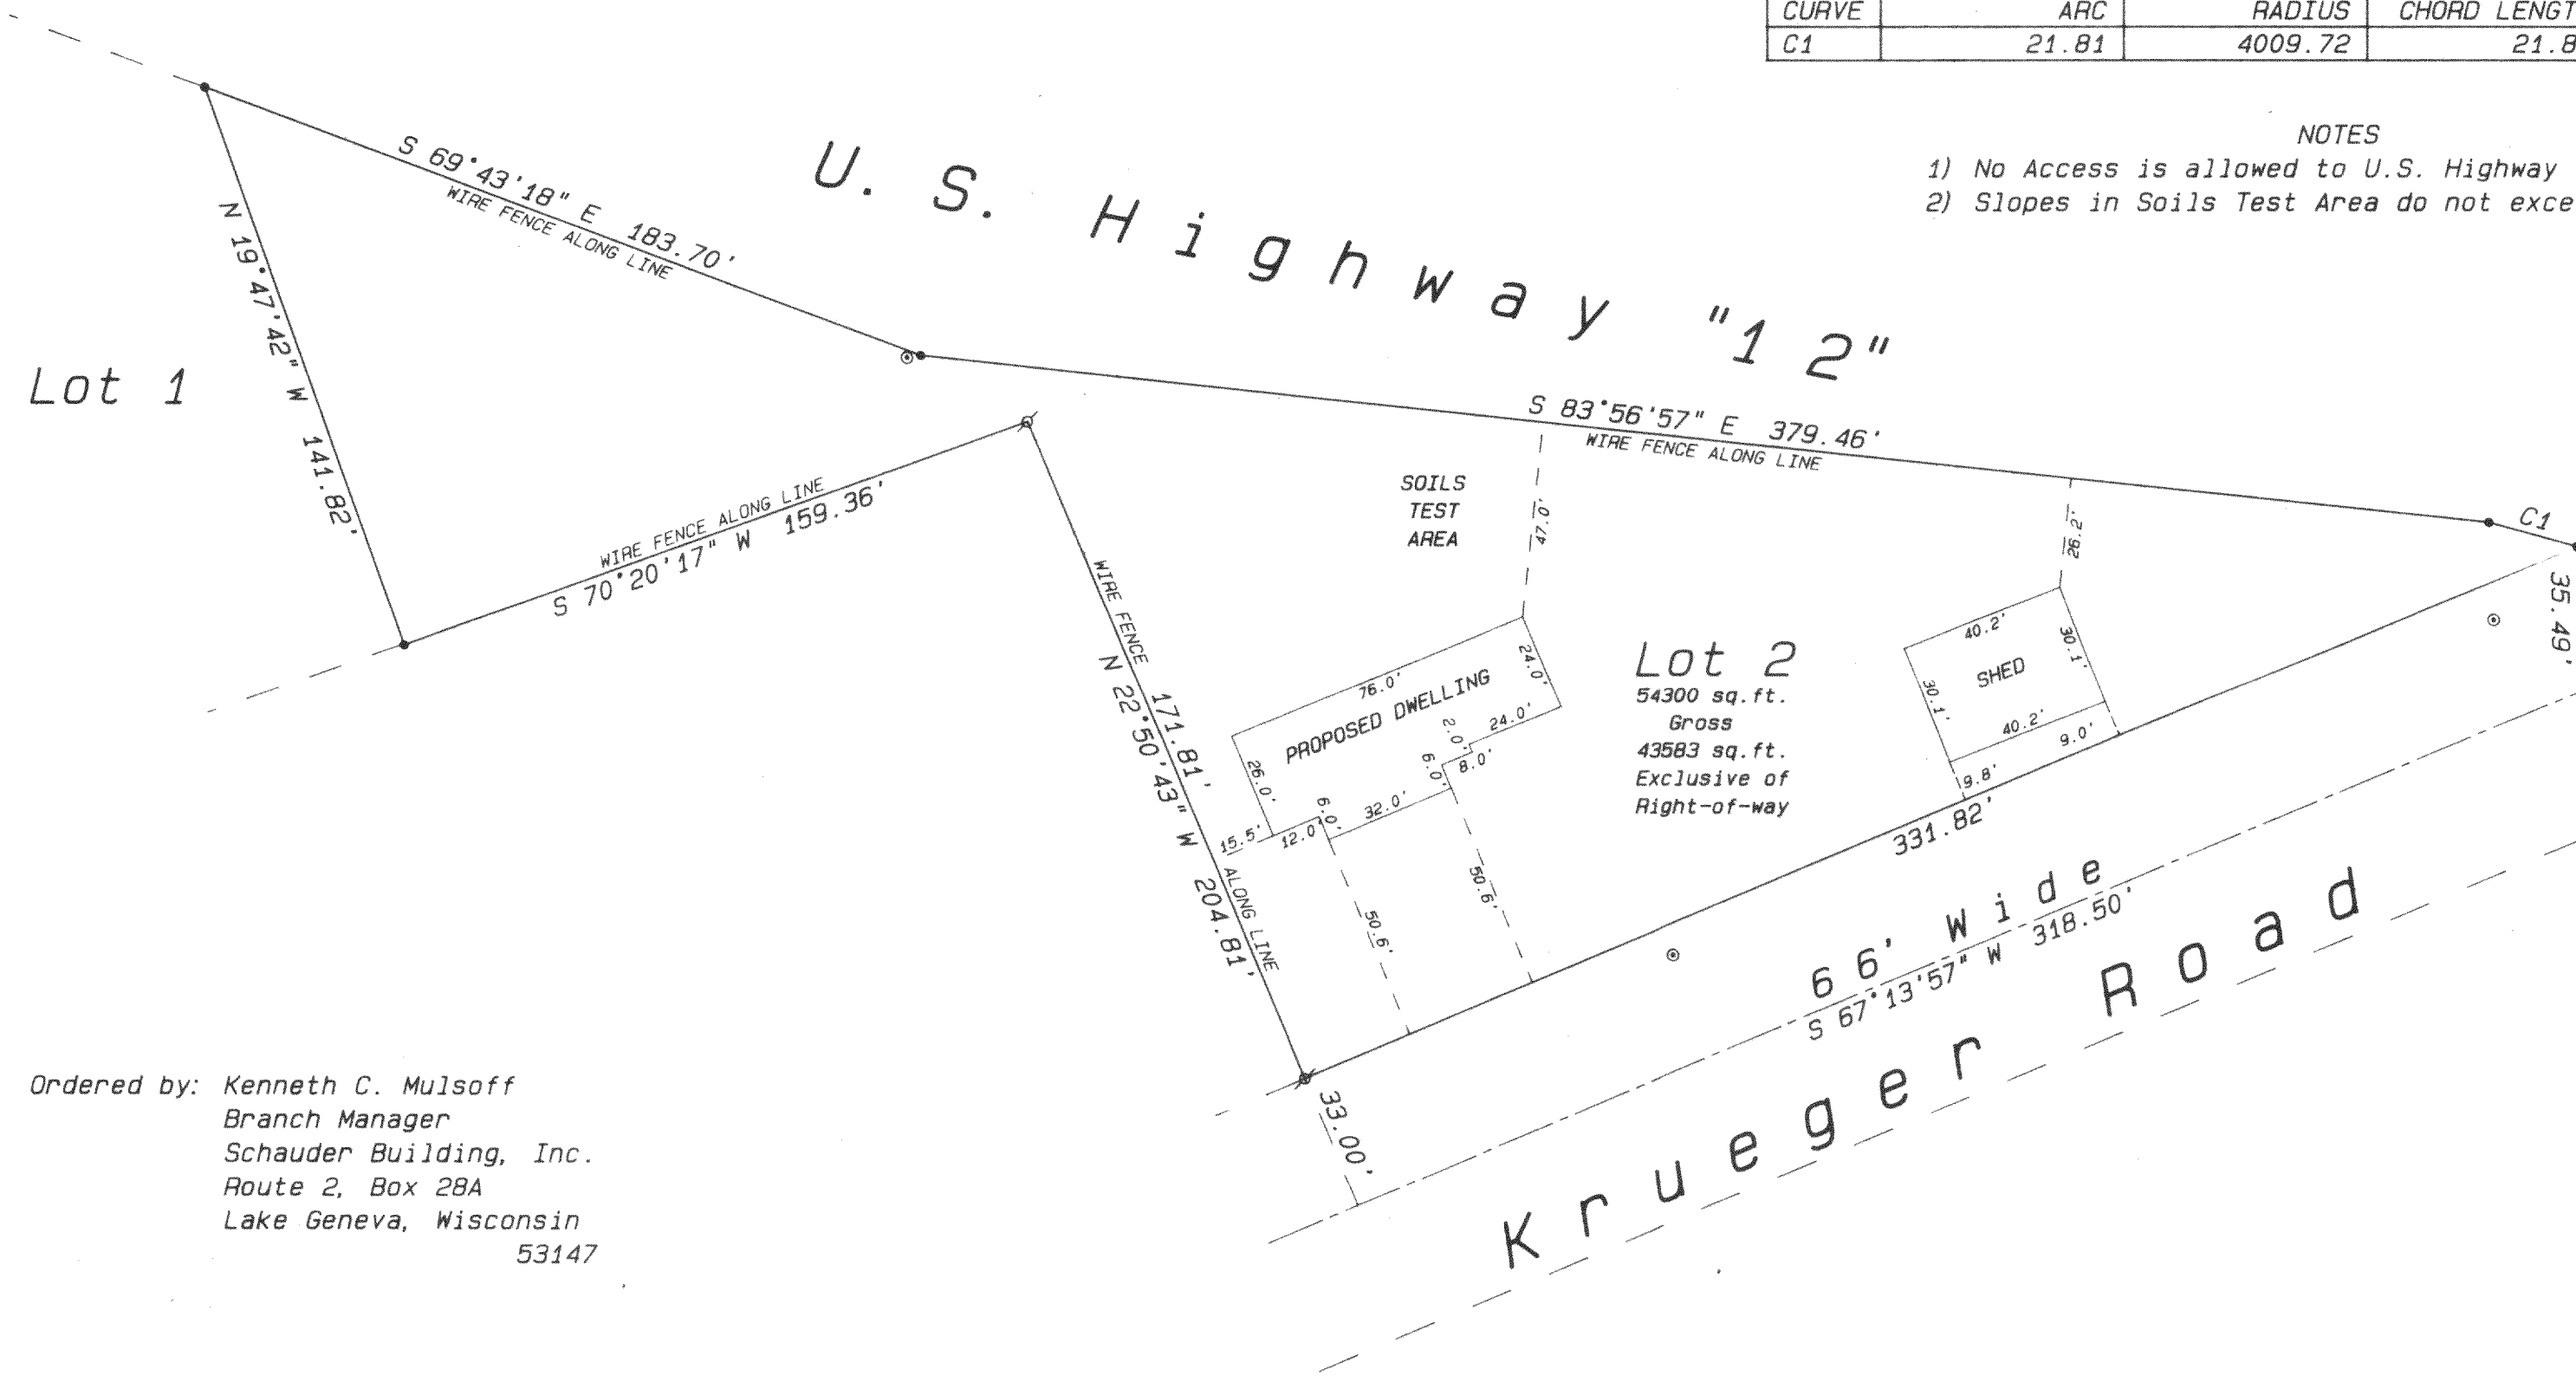 CURVE ARC RADIUS CHORD LENGT
C1 21.81 4009.72 21.8
NOTES
1) No Access is allowed to U.S. Highway
2) Slopes in Soils Test Area do not exce
U. S. Highway "12"
S 69°43'18" E 183.70'
WIRE FENCE ALONG LINE
N 19°47'42" W 141.82'
Lot 1
S 83°56'57" E 379.46'
WIRE FENCE ALONG LINE
C1
35.49'
WIRE FENCE ALONG LINE
S 70°20'17" W 159.36'
SOILS
TEST
AREA
47.0'
26.2'
WIRE FENCE 171.81' ALONG LINE
N 22°50'43" W 204.81'
76.0'
PROPOSED DWELLING
24.0'
24.0'
2.0'
8.0'
6.0'
26.0'
32.0'
6.0'
12.0'
15.5'
50.6'
50.6'
Lot 2
54300 sq.ft.
Gross
43583 sq.ft.
Exclusive of
Right-of-way
40.2'
30.1'
SHED
30.1'
40.2'
9.0'
9.8'
331.82'
66' Wide
S 67°13'57" W 318.50'
Krueger Road
33.00'
Ordered by: Kenneth C. Mulsoff
Branch Manager
Schauder Building, Inc.
Route 2, Box 28A
Lake Geneva, Wisconsin
53147